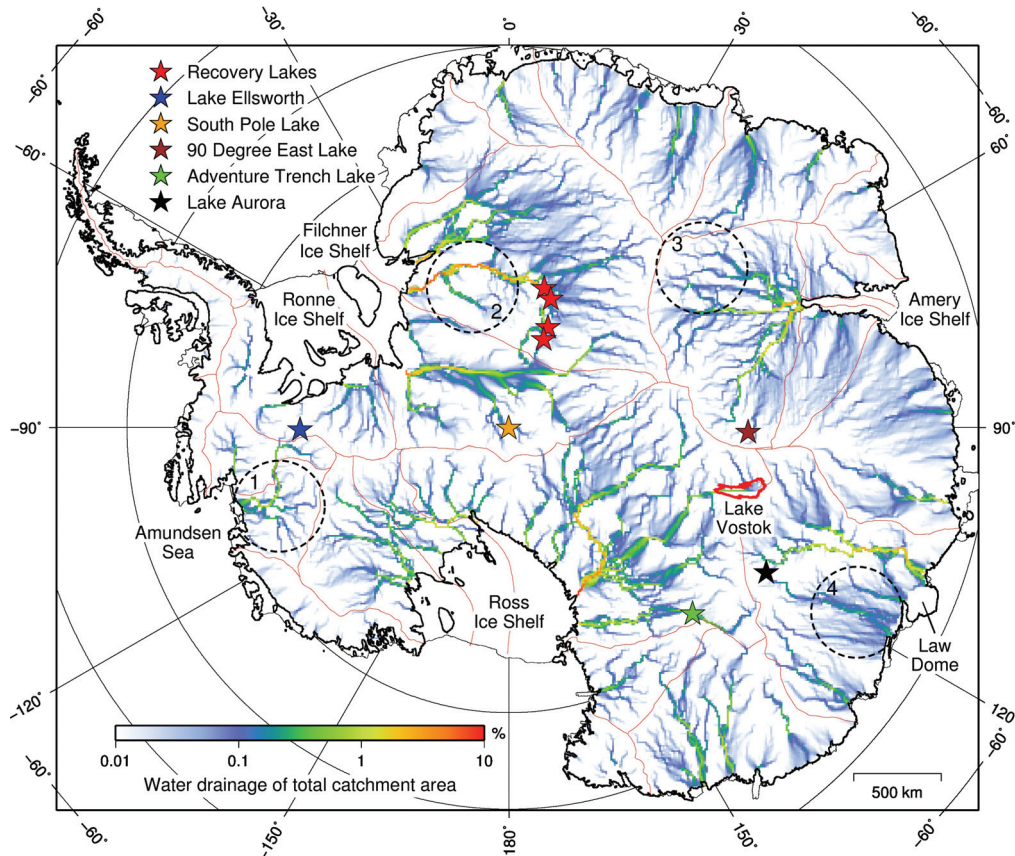 −60°
−30°
0°
30°
−60°
−60°
60°
−60°
−60°
Recovery Lakes
Lake Ellsworth
South Pole Lake
90 Degree East Lake
Adventure Trench Lake
Lake Aurora
Filchner
Ice Shelf
Ronne
Ice Shelf
3
2
Amery
Ice Shelf
−90°
90°
1
Amundsen
Sea
Lake
Vostok
4
Ross
Ice Shelf
Law
Dome
−120°
120
−60°
0.01
0.1
1
10
%
Water drainage of total catchment area
500 km
−60°
−60°
−150°
180
150°
−60°